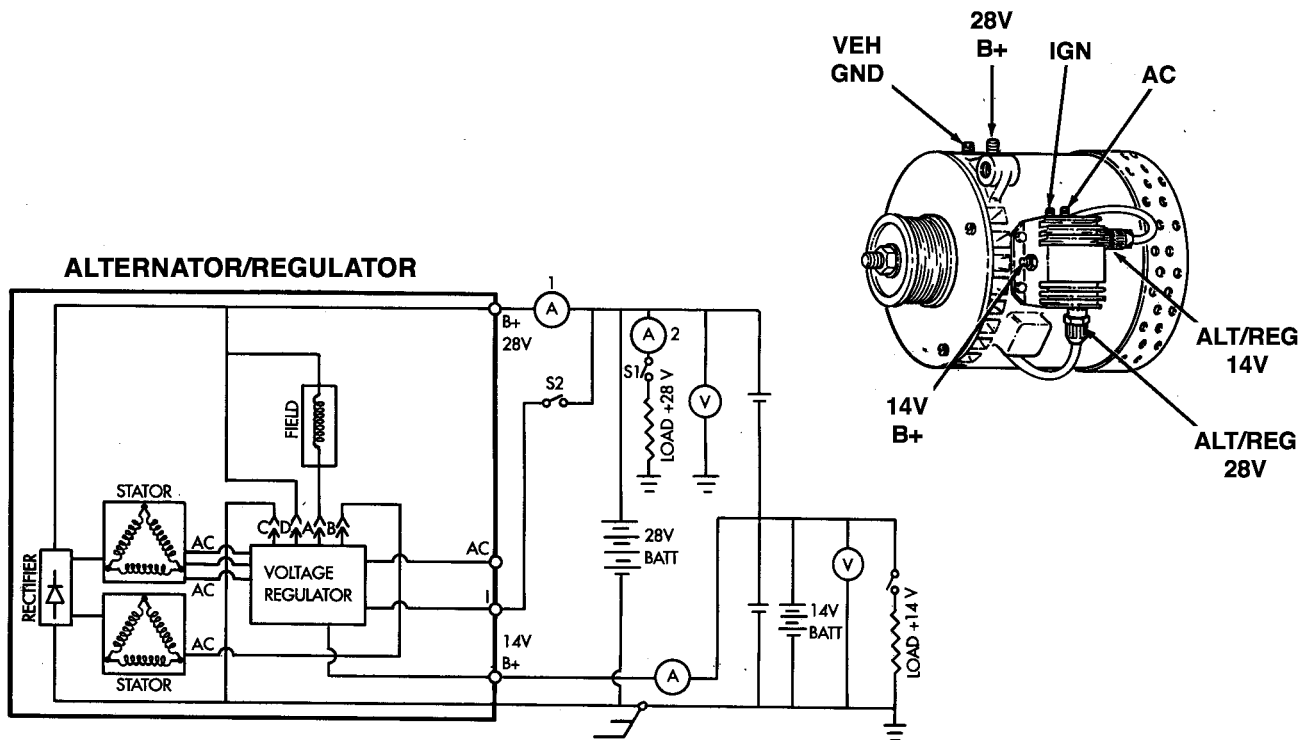 28V
B+
VEH
GND
IGN
AC
ALTERNATOR/REGULATOR
ALT/REG
14V
14V
B+
ALT/REG
28V
1
A
B+
28V
A
2
S1
LOAD +28 V
V
S2
FIELD
STATOR
C
D
A
B
AC
AC
VOLTAGE
REGULATOR
RECTIFIER
AC
STATOR
AC
I
14V
B+
28V
BATT
A
14V
BATT
V
LOAD +14 V